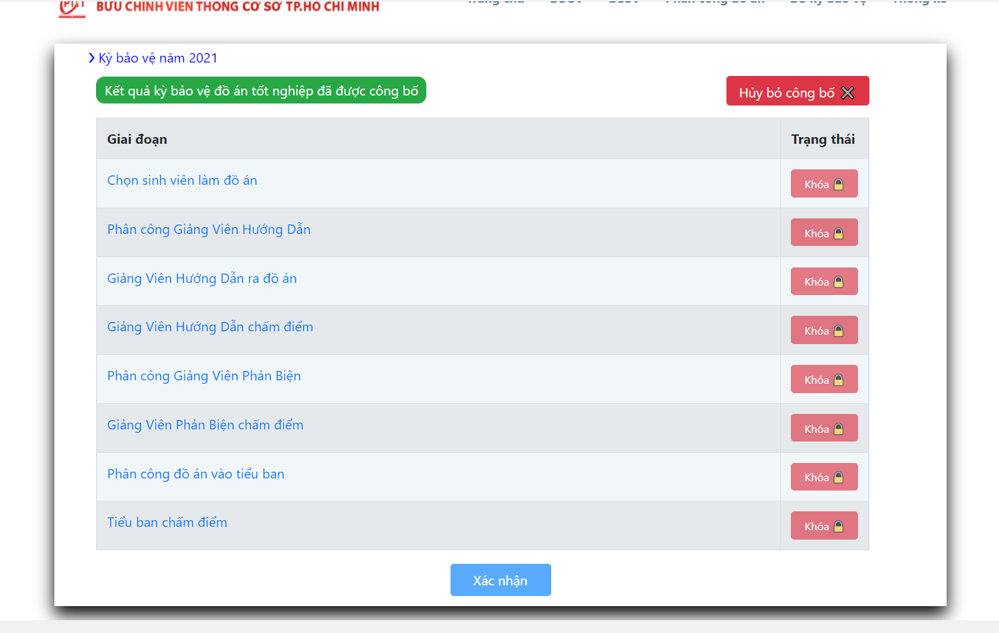 BƯU CHÍNH VIỄN THÔNG CƠ SỞ TP.HỒ CHÍ MINH
Kỳ bảo vệ năm 2021
Kết quả kỳ bảo vệ đồ án tốt nghiệp đã được công bố
Hủy bỏ công bố
Giai đoạn Trạng thái
Chọn sinh viên làm đồ án Khóa
Phân công Giảng Viên Hướng Dẫn Khóa
Giảng Viên Hướng Dẫn ra đồ án Khóa
Giảng Viên Hướng Dẫn chấm điểm Khóa
Phân công Giảng Viên Phản Biện Khóa
Giảng Viên Phản Biện chấm điểm Khóa
Phân công đồ án vào tiểu ban Khóa
Tiểu ban chấm điểm Khóa
Xác nhận